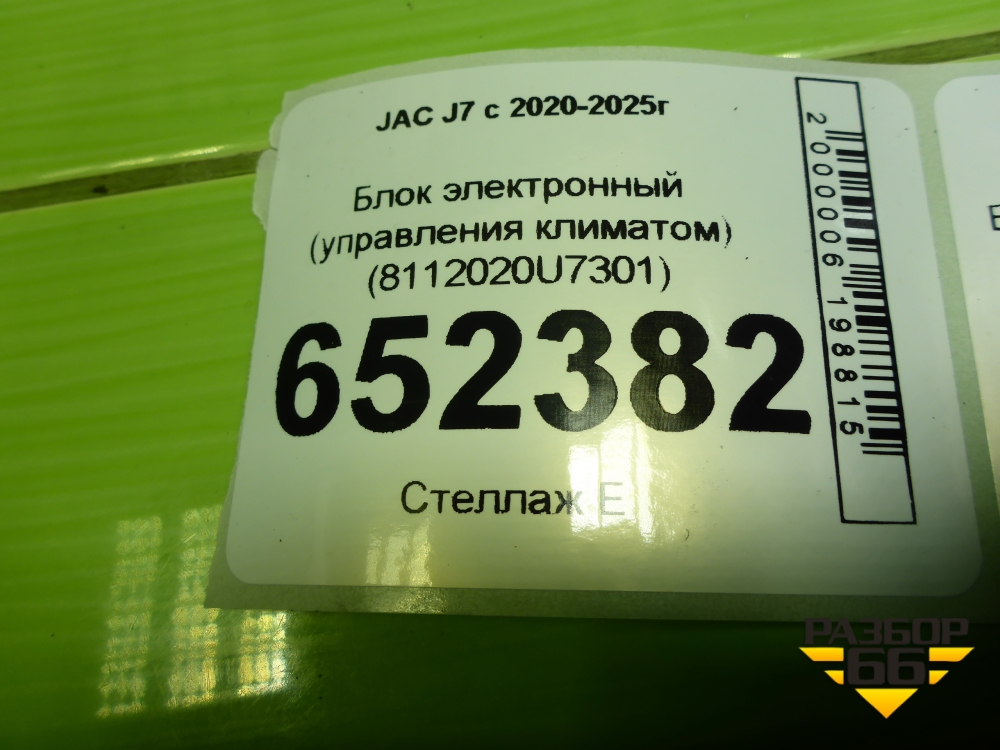 JAC J7 с 2020-2025г
Блок электронный
(управления климатом)
(8112020U7301)
652382
Стеллаж Е
2000006198815
РАЗБОР
66